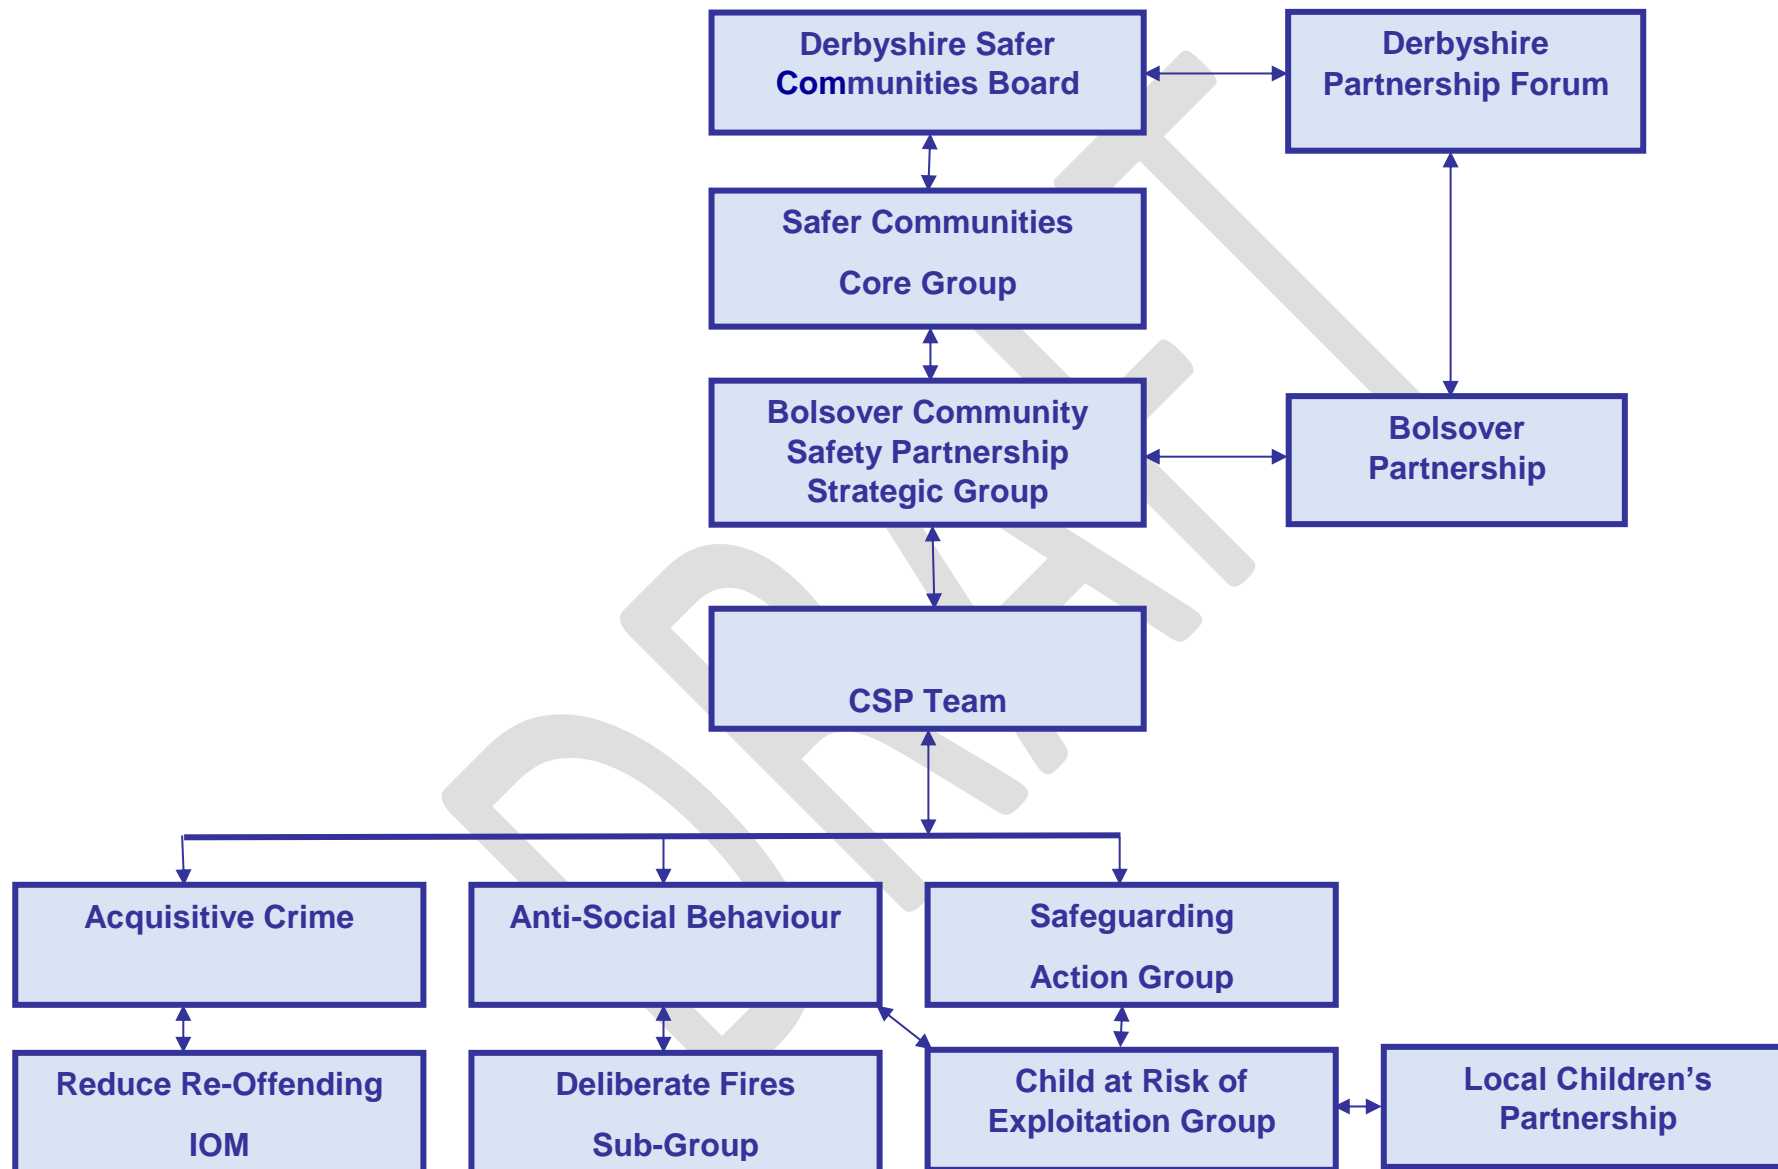 Derbyshire Safer
Communities Board
Derbyshire
Partnership Forum
Safer Communities
Core Group
Bolsover Community
Safety Partnership
Strategic Group
Bolsover
Partnership
CSP Team
Acquisitive Crime
Anti-Social Behaviour
Safeguarding
Action Group
Reduce Re-Offending
IOM
Deliberate Fires
Sub-Group
Child at Risk of
Exploitation Group
Local Children’s
Partnership
DRAFT